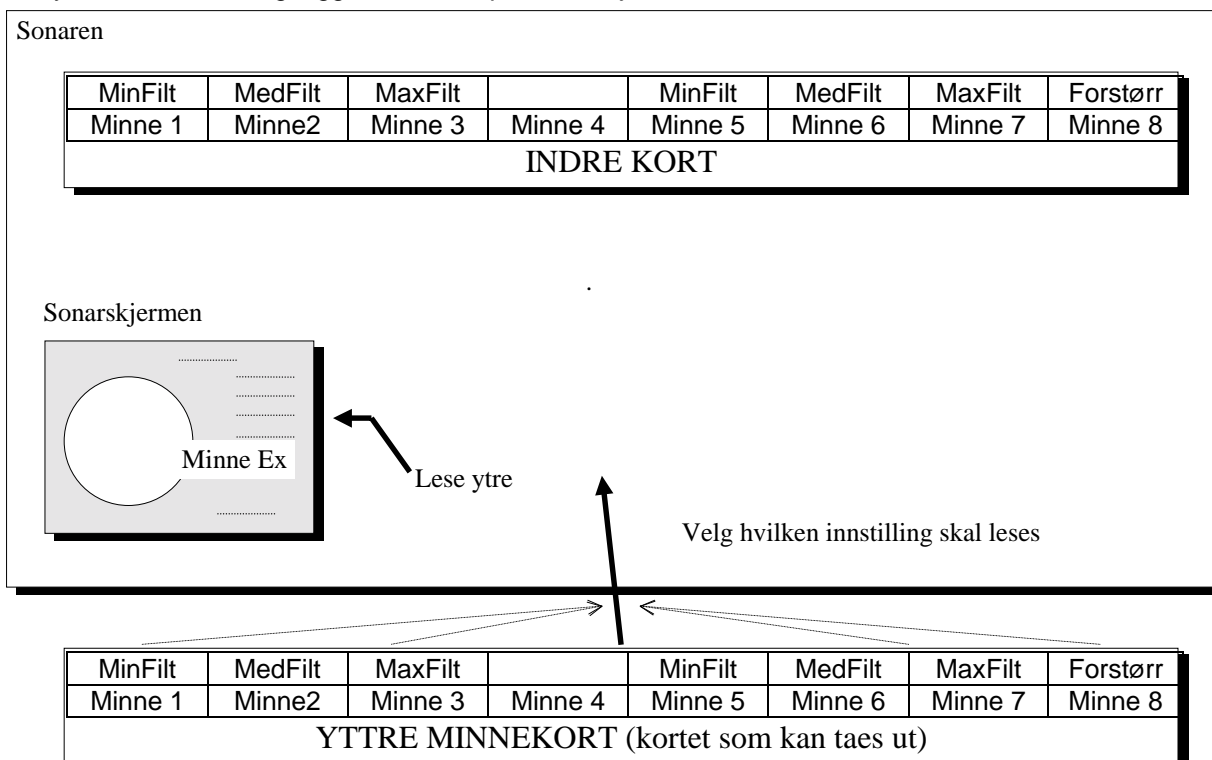 Sonaren
MinFilt MedFilt MaxFilt MinFilt MedFilt MaxFilt Forstørr
Minne 1 Minne2 Minne 3 Minne 4 Minne 5 Minne 6 Minne 7 Minne 8
INDRE KORT
.
Sonarskjermen
Minne Ex
Lese ytre
Velg hvilken innstilling skal leses
MinFilt MedFilt MaxFilt MinFilt MedFilt MaxFilt Forstørr
Minne 1 Minne2 Minne 3 Minne 4 Minne 5 Minne 6 Minne 7 Minne 8
YTTRE MINNEKORT (kortet som kan taes ut)